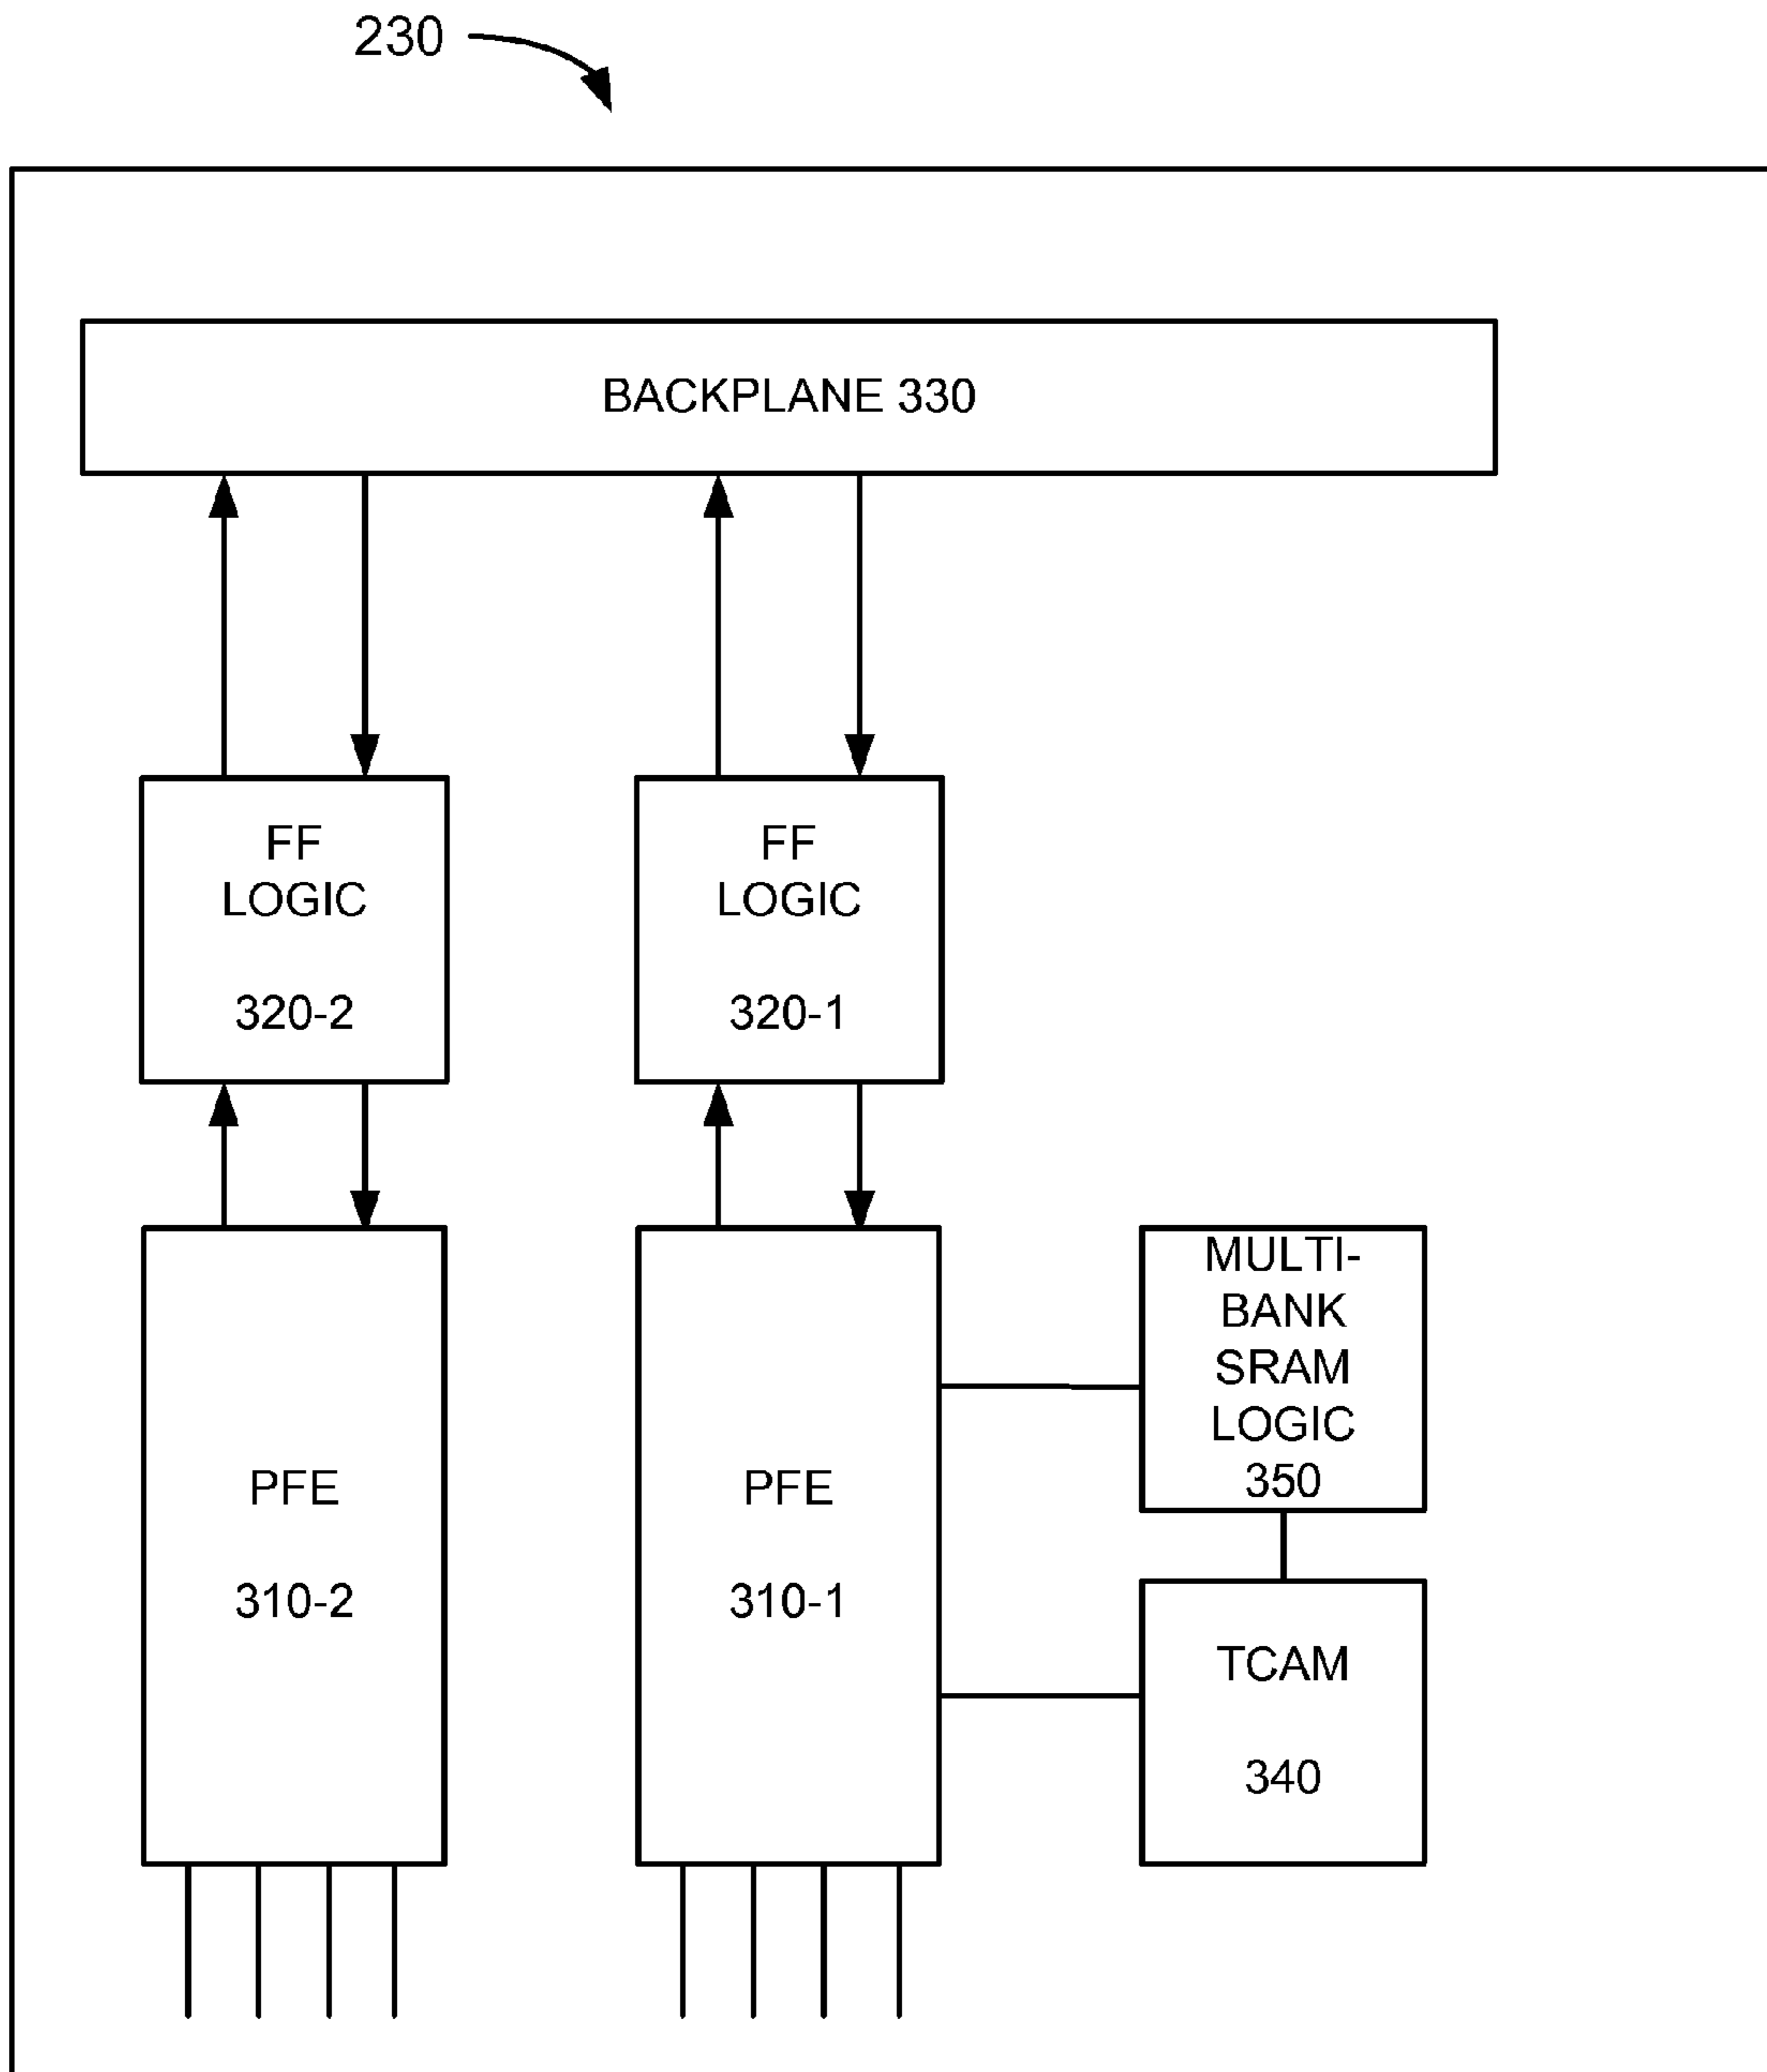 230
BACKPLANE 330
FF
LOGIC
320-2
FF
LOGIC
320-1
PFE
310-2
PFE
310-1
MULTI-
BANK
SRAM
LOGIC
350
TCAM
340